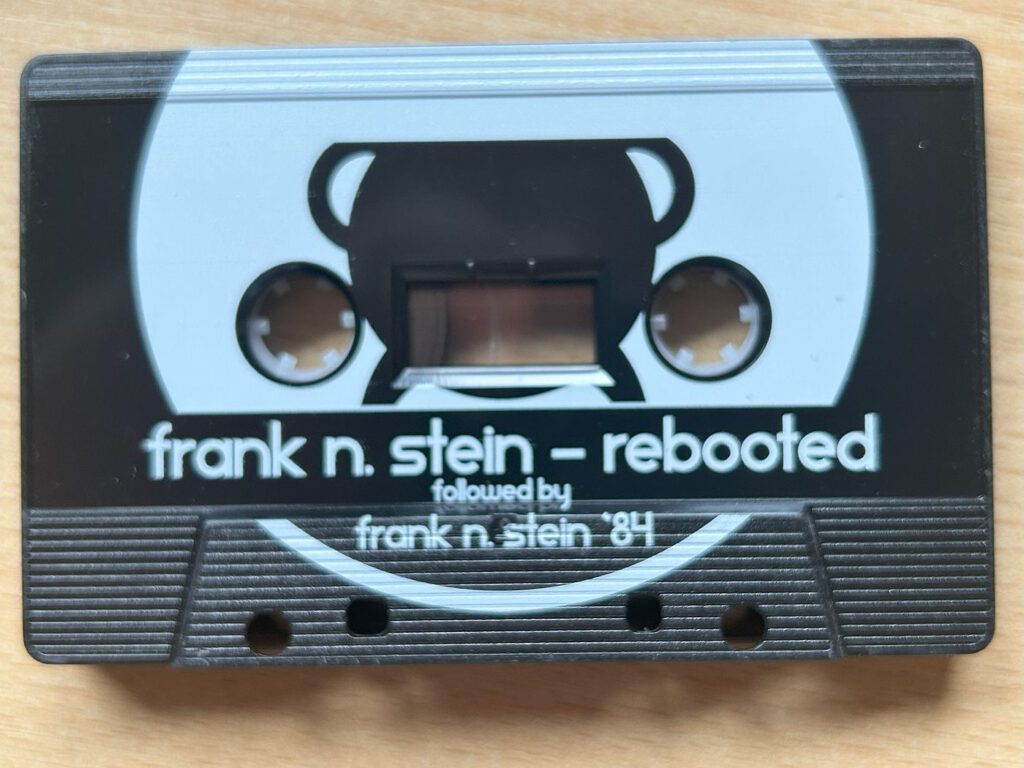 frank n. stein – rebooted
followed by
frank n. stein '84